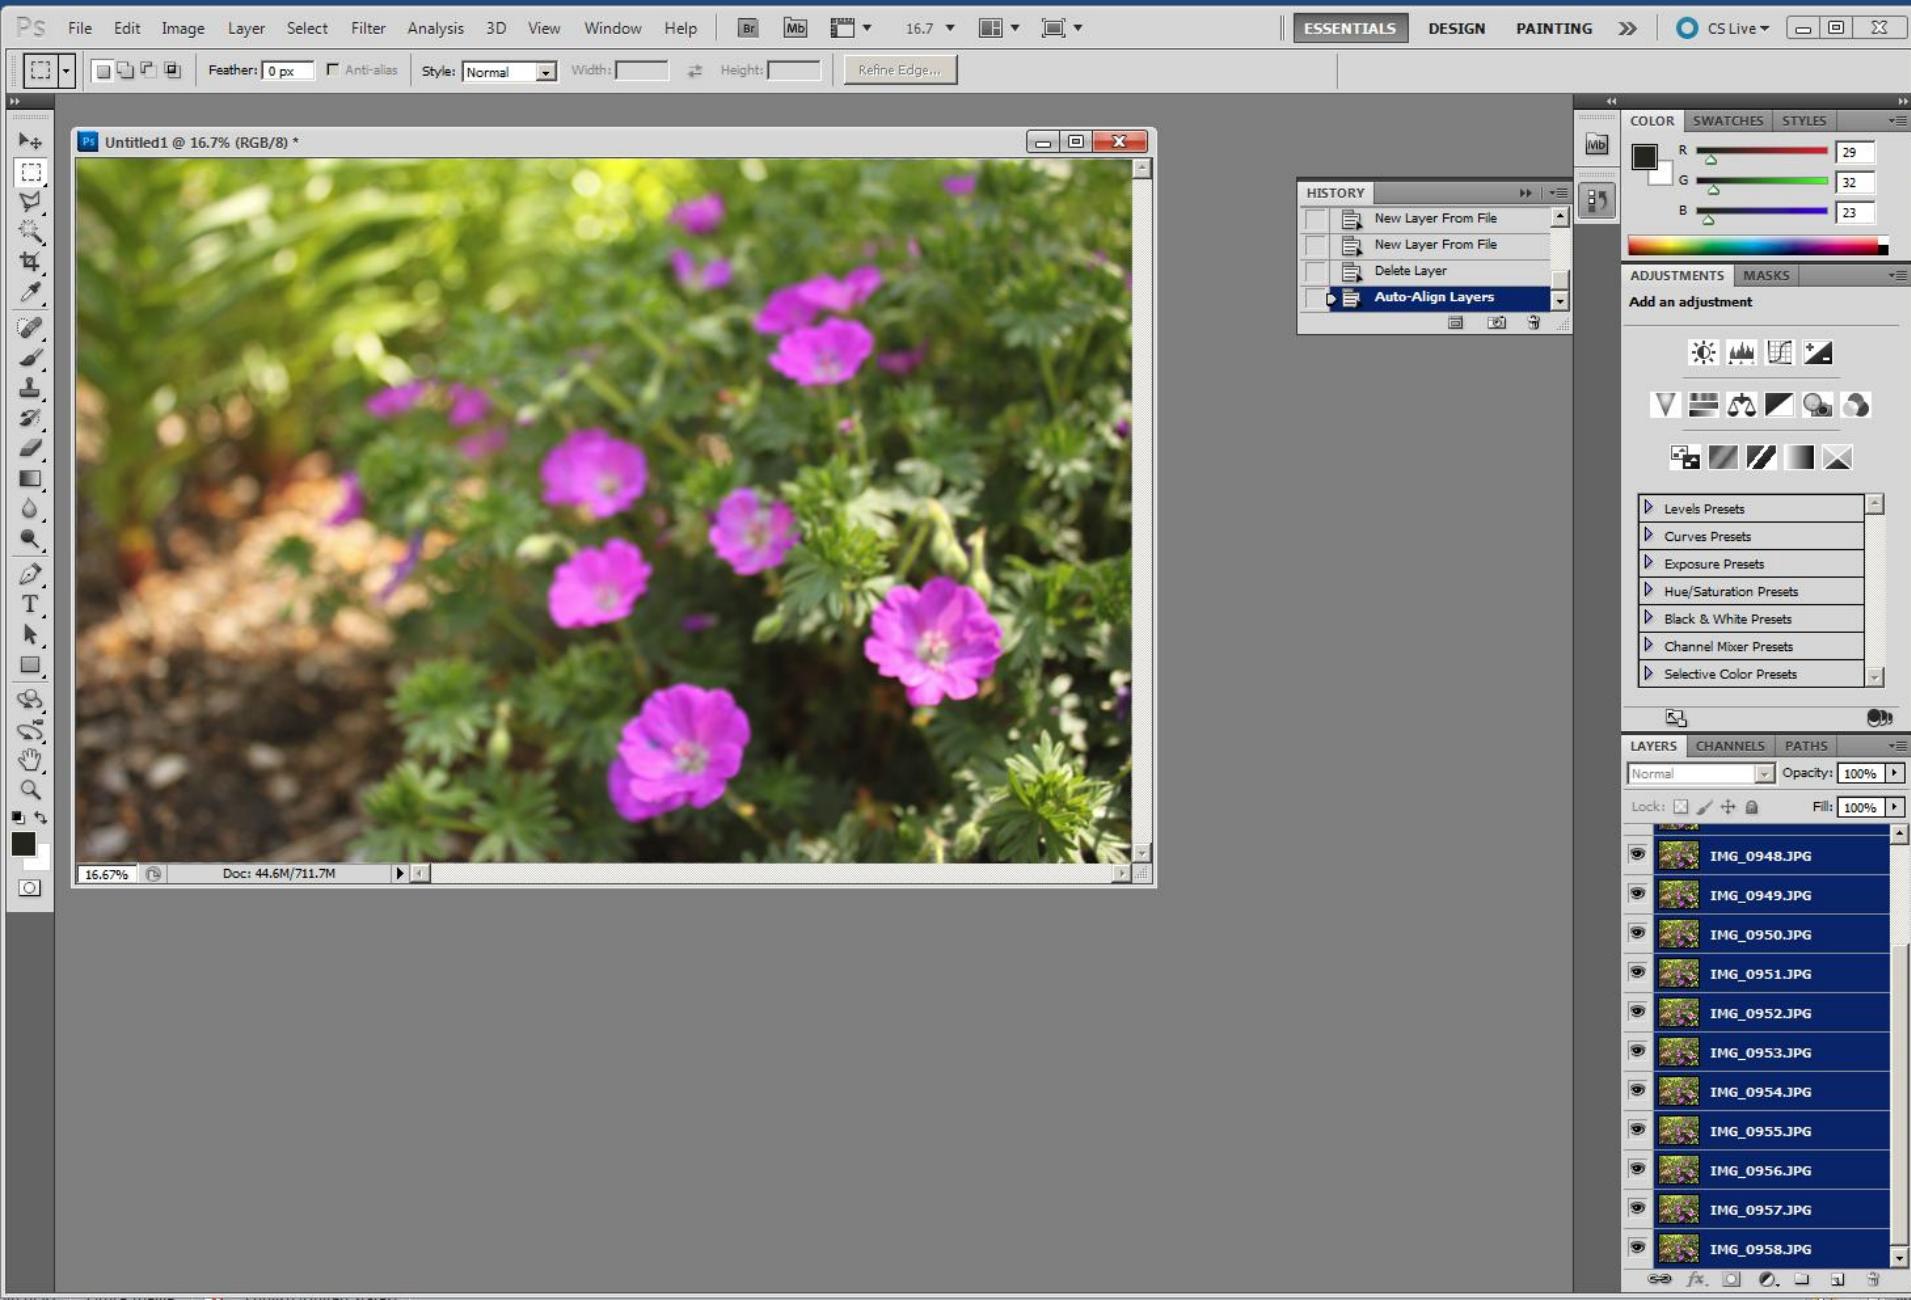 Ps File Edit Image Layer Select Filter Analysis 3D View Window Help Br Mb 16.7 ESSENTIALS DESIGN PAINTING CS Live
Feather: 0 px Anti-alias Style: Normal Width: Height: Refine Edge...
Ps Untitled1 @ 16.7% (RGB/8) *
16.67% Doc: 44.6M/711.7M
HISTORY
New Layer From File
New Layer From File
Delete Layer
Auto-Align Layers
Mb
COLOR SWATCHES STYLES
R 29
G 32
B 23
ADJUSTMENTS MASKS
Add an adjustment
Levels Presets
Curves Presets
Exposure Presets
Hue/Saturation Presets
Black & White Presets
Channel Mixer Presets
Selective Color Presets
LAYERS CHANNELS PATHS
Normal Opacity: 100%
Lock: Fill: 100%
IMG_0948.JPG
IMG_0949.JPG
IMG_0950.JPG
IMG_0951.JPG
IMG_0952.JPG
IMG_0953.JPG
IMG_0954.JPG
IMG_0955.JPG
IMG_0956.JPG
IMG_0957.JPG
IMG_0958.JPG